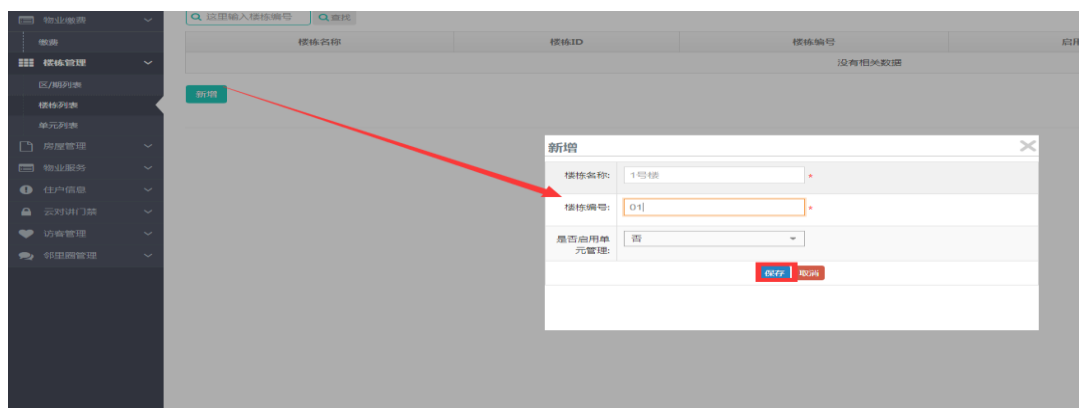 物业缴费
缴费
楼栋管理
区/期列表
楼栋列表
单元列表
房屋管理
物业服务
住户信息
云对讲门禁
访客管理
邻里圈管理
这里输入楼栋编号 查找
楼栋名称 楼栋ID 楼栋编号 启用
没有相关数据
新增
新增
楼栋名称: 1号楼 *
楼栋编号: 01 *
是否启用单
元管理: 否
保存 取消